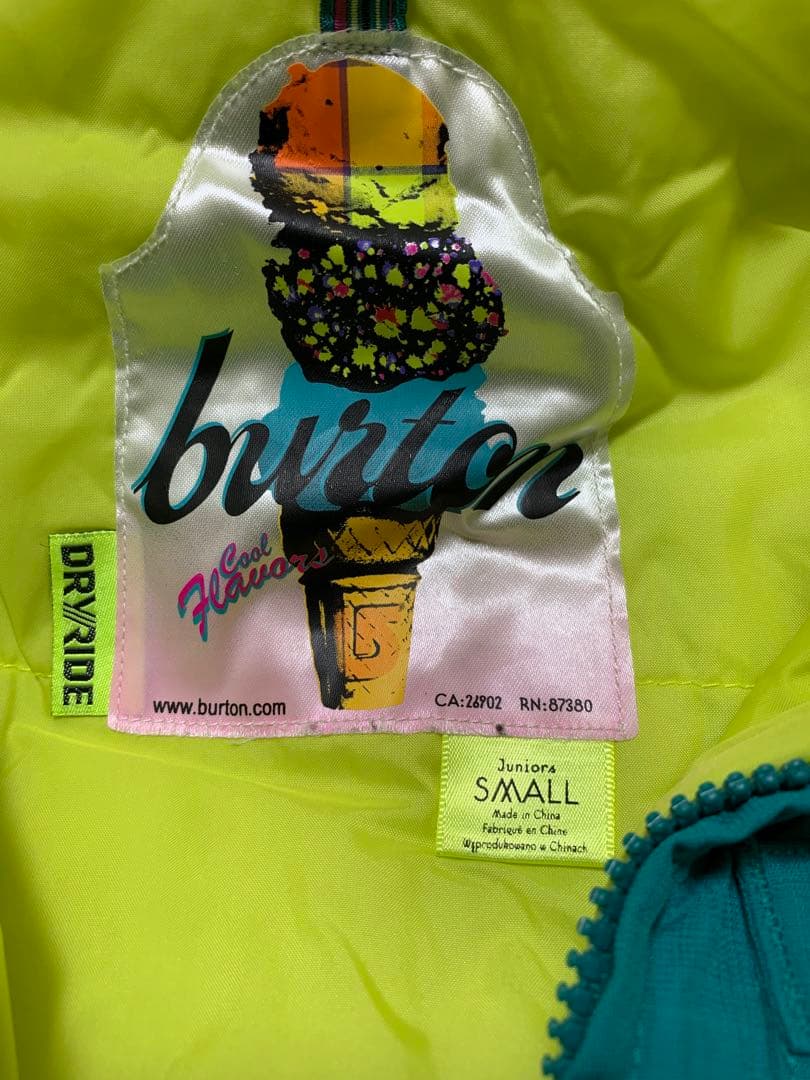 burton
Cool
Flavors
DRY//RIDE
www.burton.com
CA:26902 RN:87380
Juniors
SMALL
Made in China
Fabriqué en Chine
Wyprodukowano w Chinach